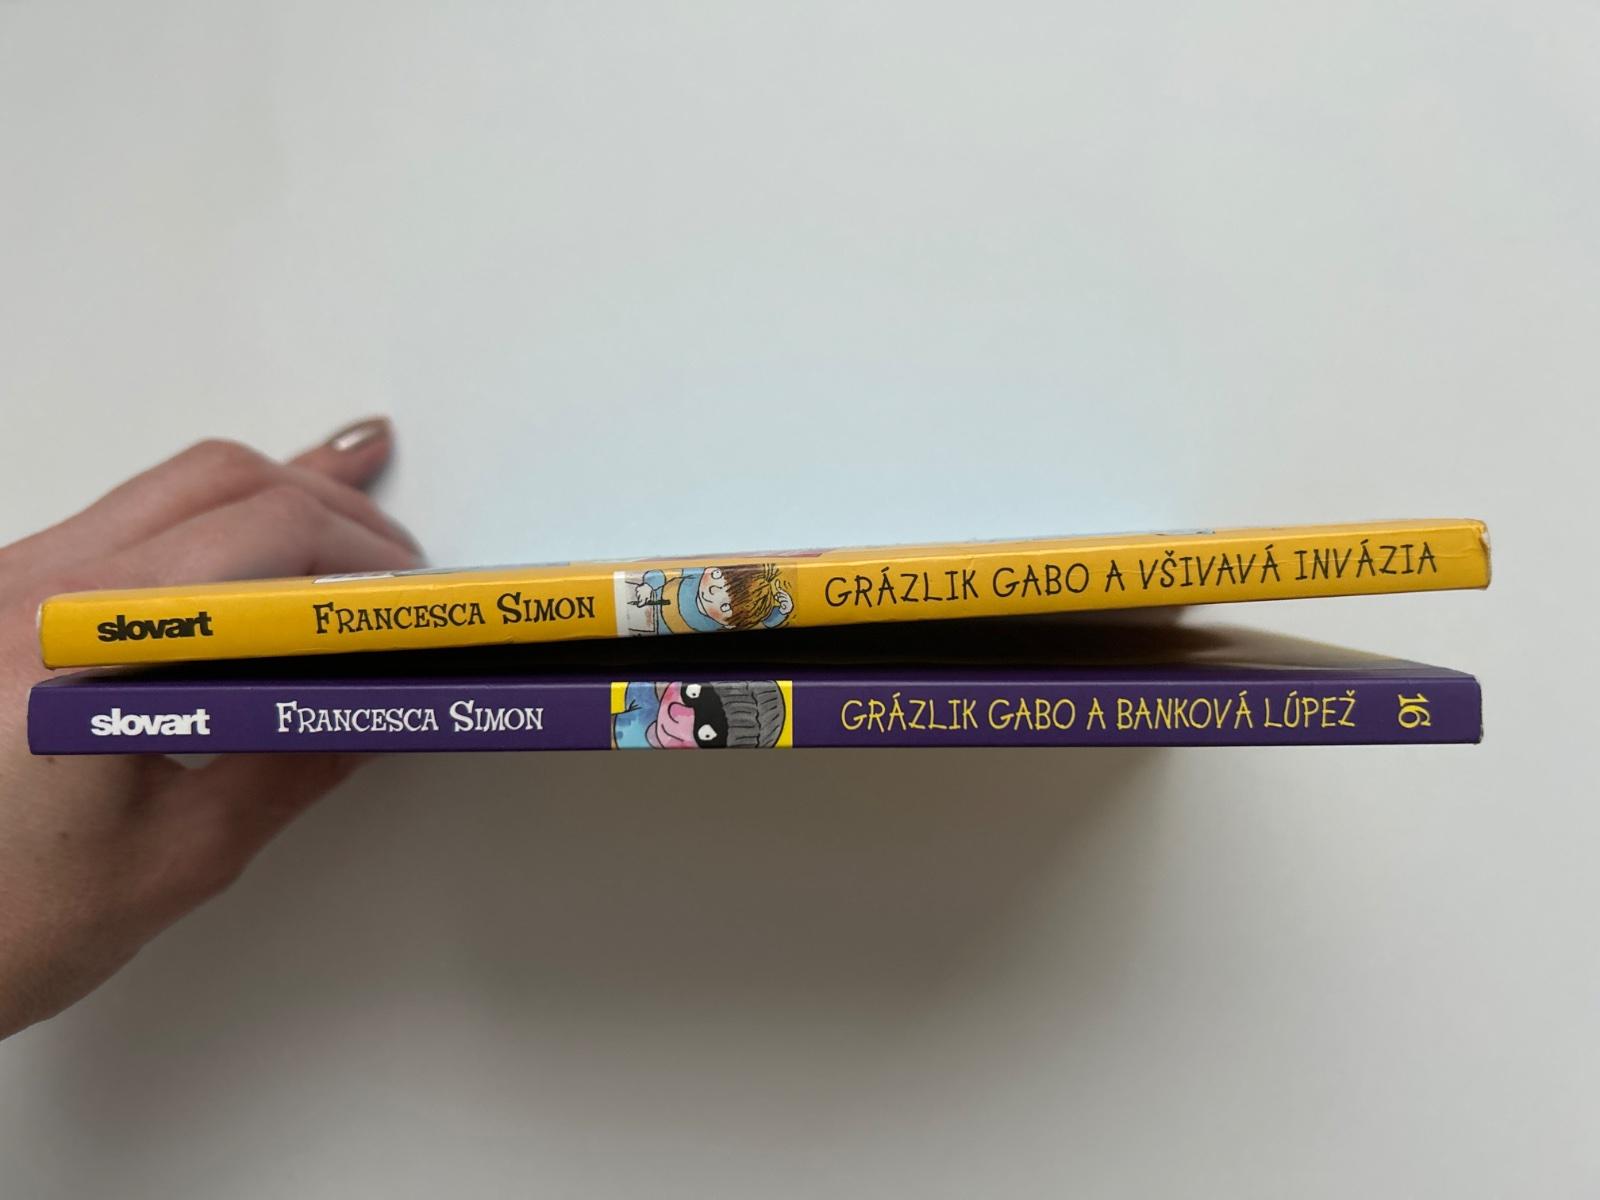 slovart FRANCESCA SIMON GRÁZLIK GABO A VŠIVAVÁ INVÁZIA
slovart FRANCESCA SIMON GRÁZLIK GABO A BANKOVÁ LÚPEŽ 16